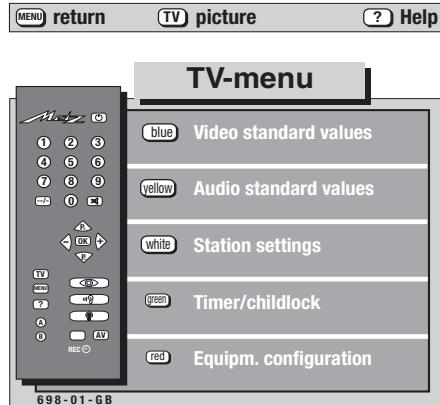 MENU return TV picture ? Help
TV-menu
Metz
1 2 3
4 5 6
7 8 9
--/- 0
P+
- OK +
P-
TV
MENU
?
A
B AV
REC
blue Video standard values
yellow Audio standard values
white Station settings
green Timer/childlock
red Equipm. configuration
698-01-GB